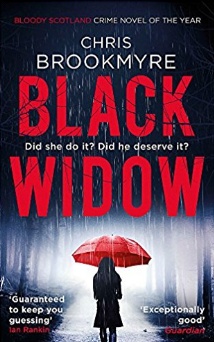 BLOODY SCOTLAND CRIME NOVEL OF THE YEAR
CHRIS
BROOKMYRE
BLACK
Did she do it? Did he deserve it?
WIDOW
'Guaranteed
to keep you
guessing'
Ian Rankin
'Exceptionally
good'
Guardian